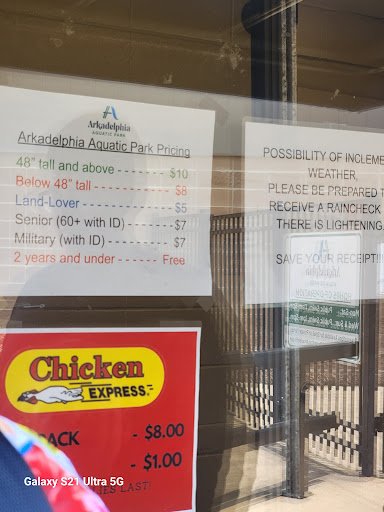 Arkadelphia
AQUATIC PARK
Arkadelphia Aquatic Park Pricing
48" tall and above - - - - - - - - $10
Below 48" tall - - - - - - - - - - - $8
Land-Lover - - - - - - - - - - - - - $5
Senior (60+ with ID) - - - - - - - $7
Military (with ID) - - - - - - - - - - $7
2 years and under - - - - - - Free
POSSIBILITY OF INCLEME
WEATHER,
PLEASE BE PREPARED T
RECEIVE A RAINCHECK
THERE IS LIGHTENING.
SAVE YOUR RECEIPT!!
Arkadelphia
Chicken
EXPRESS
ACK - $8.00
- $1.00
LAST!
Galaxy S21 Ultra 5G